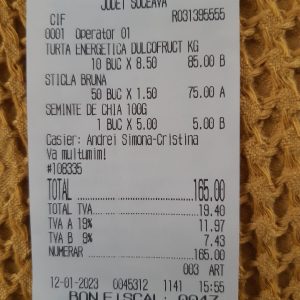 JUDET SUCEAVA
CIF RO31395555
0001 Operator 01
TURTA ENERGETICA DULCOFRUCT KG
10 BUC X 8.50 85.00 B
STICLA BRUNA
50 BUC X 1.50 75.00 A
SEMINTE DE CHIA 100G
1 BUC X 5.00 5.00 B
Casier: Andrei Simona-Cristina
Va multumim!
#108335
TOTAL 165.00
TOTAL TVA 19.40
TVA A 19% 11.97
TVA B 9% 7.43
NUMERAR 165.00
003 ART
12-01-2023 0045312 1141 15:55
BON FISCAL: 0047